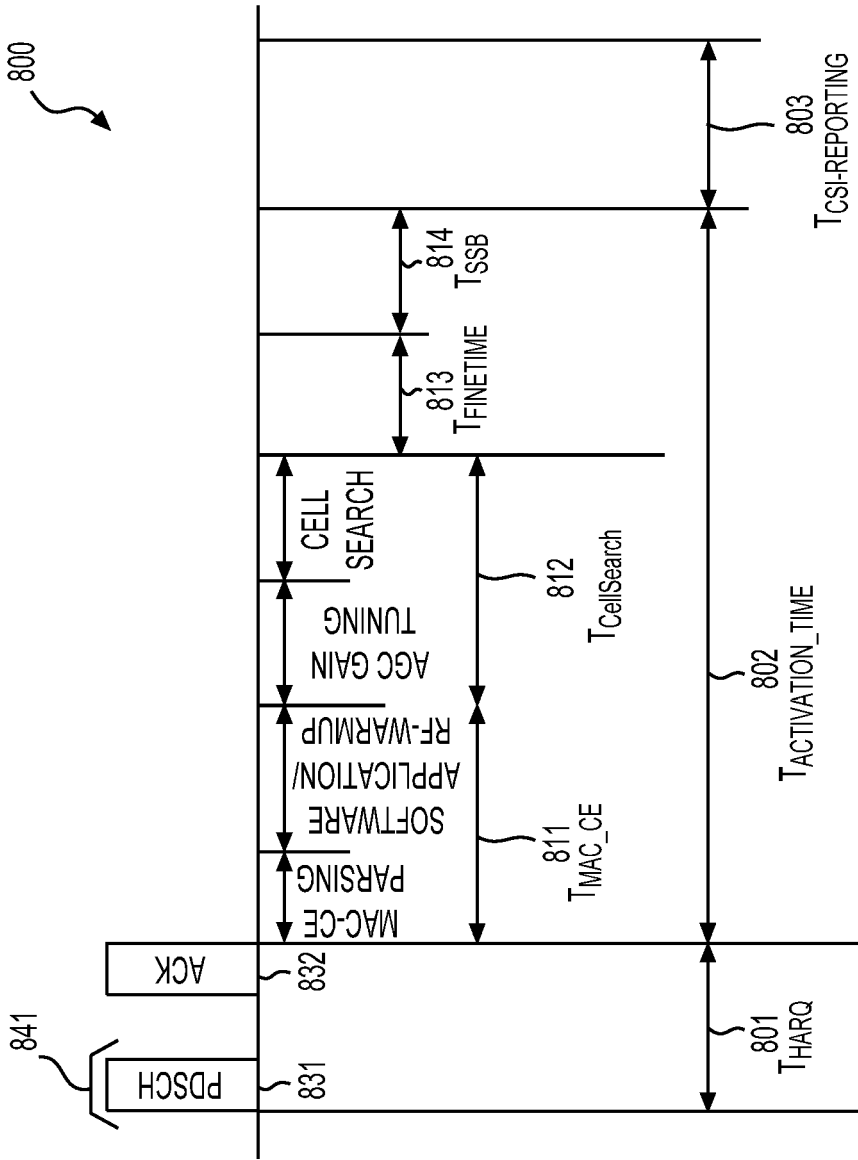 800
841
PDSCH
831
ACK
832
MAC-CE
PARSING
SOFTWARE
APPLICATION/
RF-WARMUP
AGC GAIN
TUNING
CELL
SEARCH
811
TMAC_CE
812
TCellSearch
813
TFINETIME
814
TSSB
801
THARQ
802
TACTIVATION_TIME
803
TCSI-REPORTING